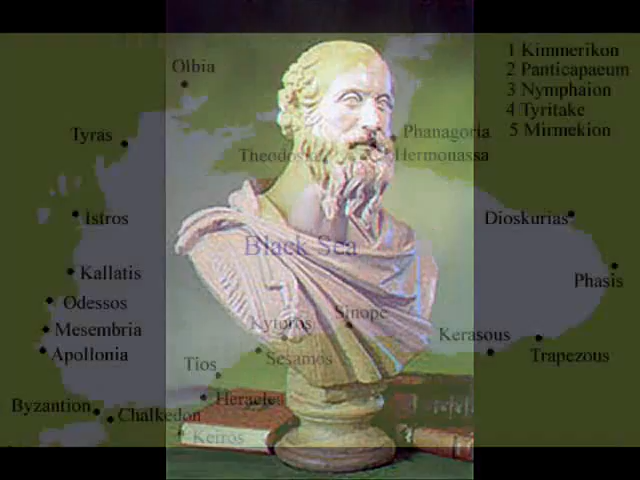 1 Kimmerikon
2 Panticapaeum
3 Nymphaion
4 Tyritake
5 Mirmekion
Olbia
Tyras
Phanagoria
Hermonassa
Istros
Dioskurias
Black Sea
Kallatis
Phasis
Odessos
Sinope
Mesembria
Kytoros
Kerasous
Apollonia
Sesamos
Trapezous
Tios
Heraclea
Byzantion
Chalkedon
Kerros